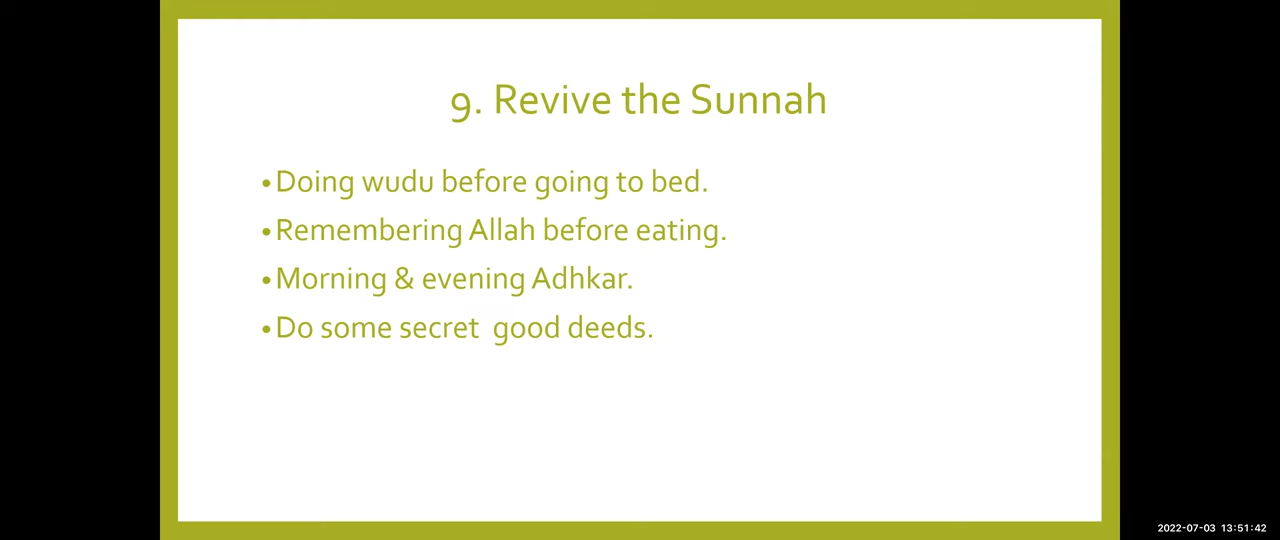 9. Revive the Sunnah
•Doing wudu before going to bed.
•Remembering Allah before eating.
•Morning & evening Adhkar.
•Do some secret  good deeds.
2022-07-03 13:51:42